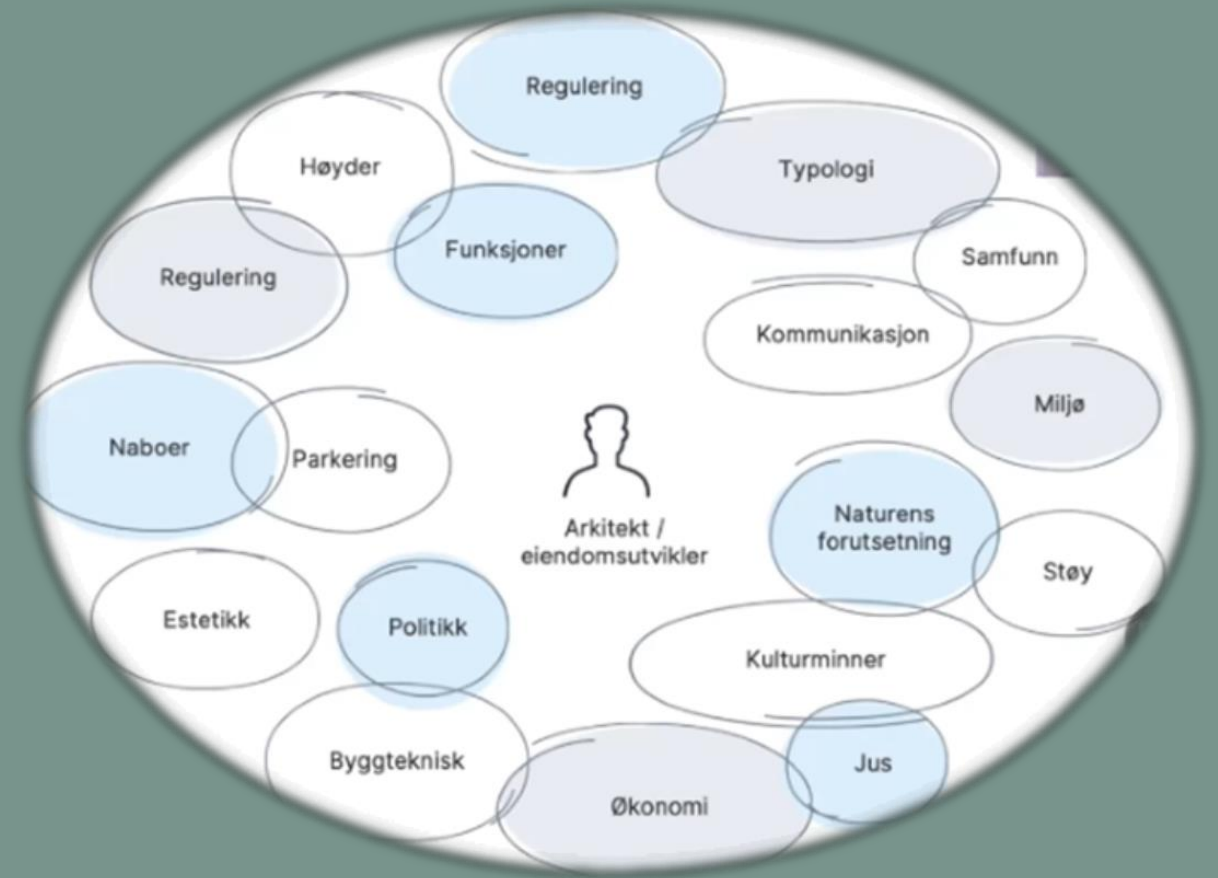 Regulering
Høyder
Typologi
Funksjoner
Samfunn
Regulering
Kommunikasjon
Miljø
Naboer
Parkering
Arkitekt /
eiendomsutvikler
Naturens
forutsetning
Støy
Estetikk
Politikk
Kulturminner
Byggteknisk
Jus
Økonomi